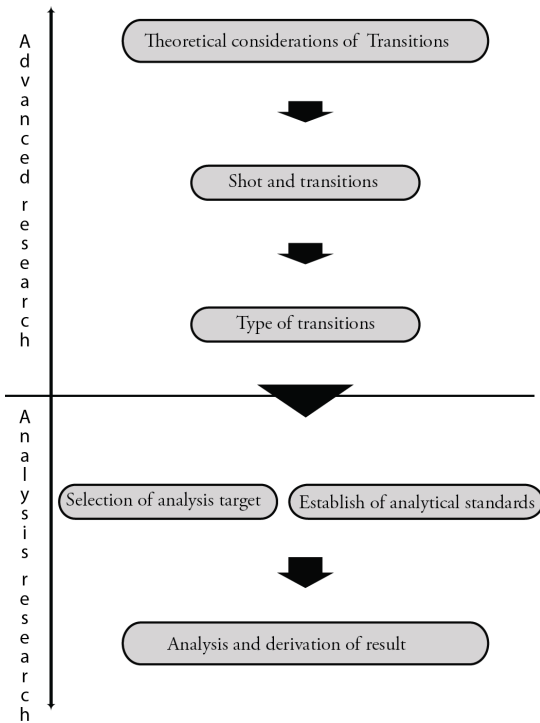 Advanced research
Theoretical considerations of Transitions
Shot and transitions
Type of transitions
Analysis research
Selection of analysis target
Establish of analytical standards
Analysis and derivation of result